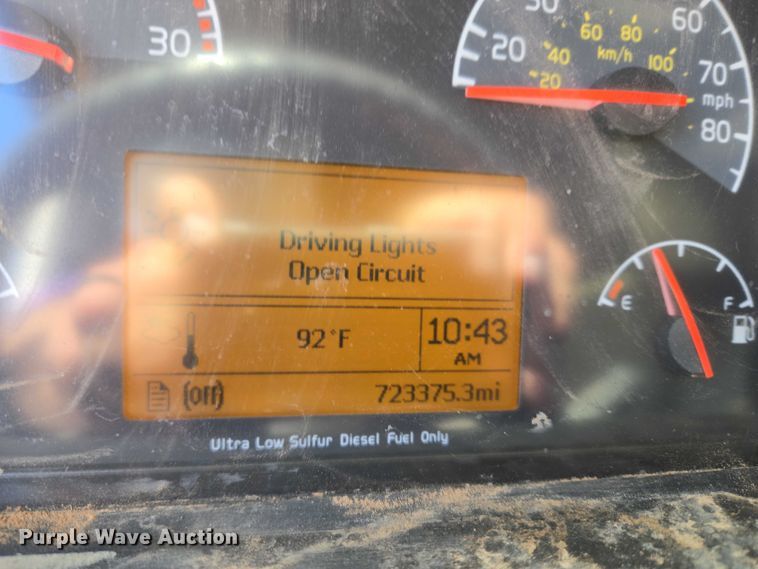 30
20
30
60
70
80
mph
20
40
60
80
100
km/h
Driving Lights
Open Circuit
92°F
10:43
AM
(Off)
723375.3mi
E
F
Ultra Low Sulfur Diesel Fuel Only
Purple Wave Auction